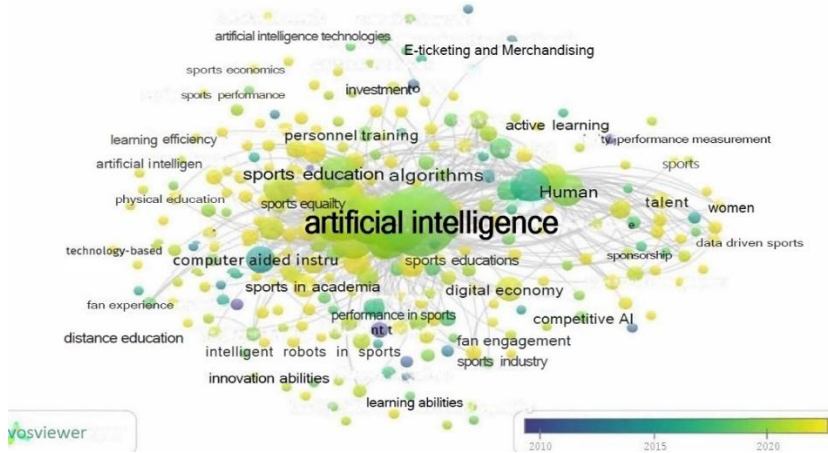 artificial intelligence technologies
E-ticketing and Merchandising
sports economics
investment
sports performance
active learning
personnel training
learning efficiency
performance measurement
artificial intelligen
sports
sports education
algorithms
physical education
Human
sports equailty
talent
women
artificial intelligence
e
data driven sports
technology-based
computer aided instru
sports educations
sponsorship
fan experience
sports in academia
digital economy
performance in sports
competitive AI
distance education
nt t
fan engagement
intelligent robots in sports
sports industry
innovation abilities
learning abilities
vosviewer
2010
2015
2020